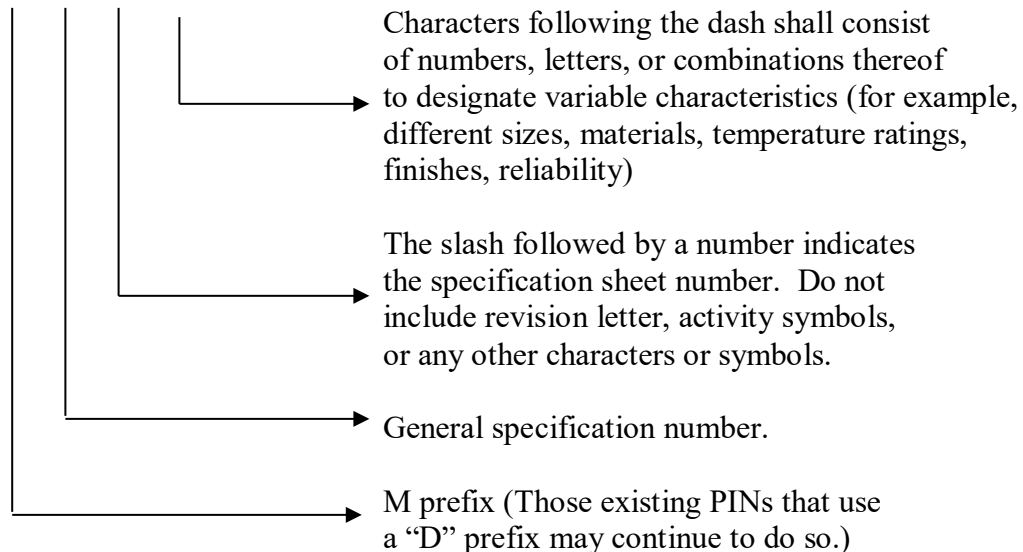 Characters following the dash shall consist
of numbers, letters, or combinations thereof
to designate variable characteristics (for example,
different sizes, materials, temperature ratings,
finishes, reliability)
The slash followed by a number indicates
the specification sheet number.  Do not
include revision letter, activity symbols,
or any other characters or symbols.
General specification number.
M prefix (Those existing PINs that use
a “D” prefix may continue to do so.)